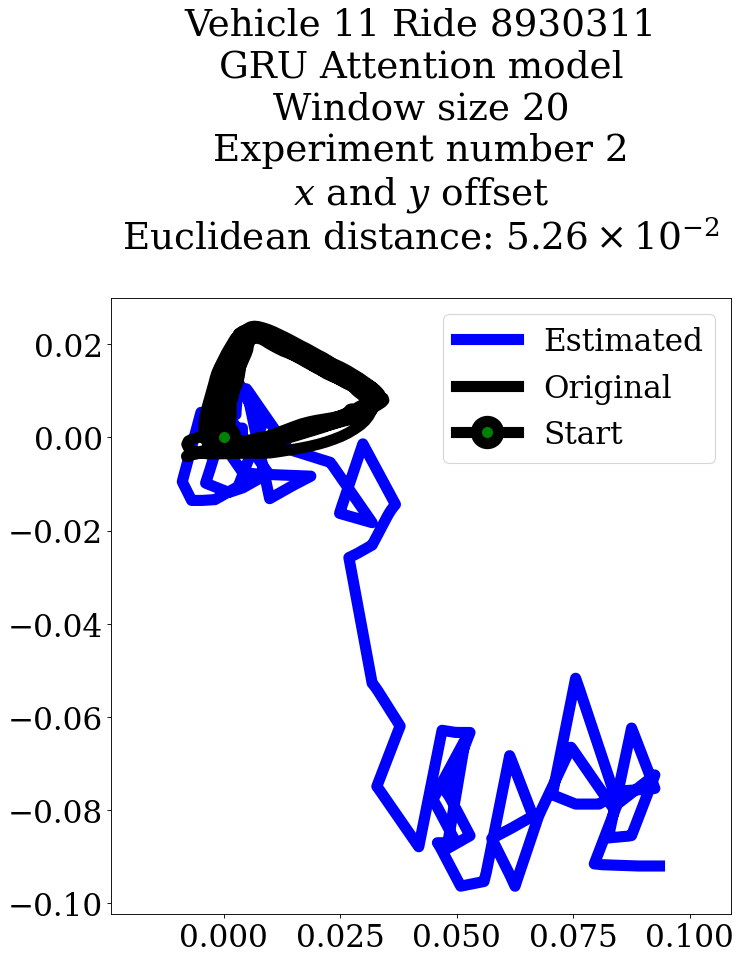 Vehicle 11 Ride 8930311
GRU Attention model
Window size 20
Experiment number 2
x and y offset
Euclidean distance: 5.26 × 10⁻²
Estimated
Original
Start
0.02
0.00
−0.02
−0.04
−0.06
−0.08
−0.10
0.000 0.025 0.050 0.075 0.100